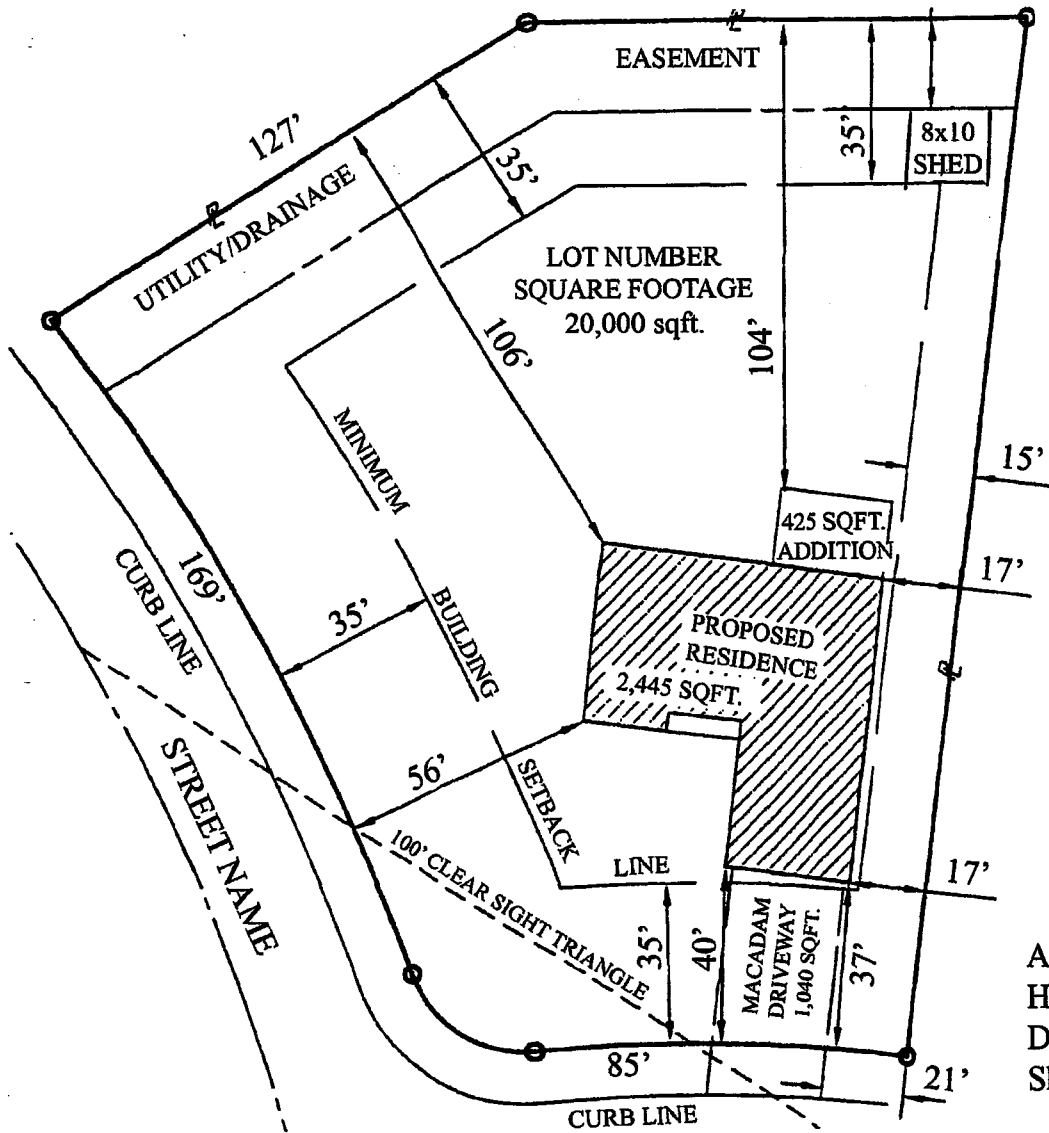 EASEMENT
127'
35'
35'
8x10
SHED
UTILITY/DRAINAGE
LOT NUMBER
SQUARE FOOTAGE
20,000 sqft.
106'
104'
MINIMUM
15'
425 SQFT.
ADDITION
17'
CURB LINE
169'
35'
BUILDING
PROPOSED
RESIDENCE
2,445 SQFT.
56'
STREET NAME
SETBACK
LINE
100' CLEAR SIGHT TRIANGLE
17'
35'
40'
MACADAM
DRIVEWAY
1,040 SQFT.
37'
85'
21'
CURB LINE
A
H
D